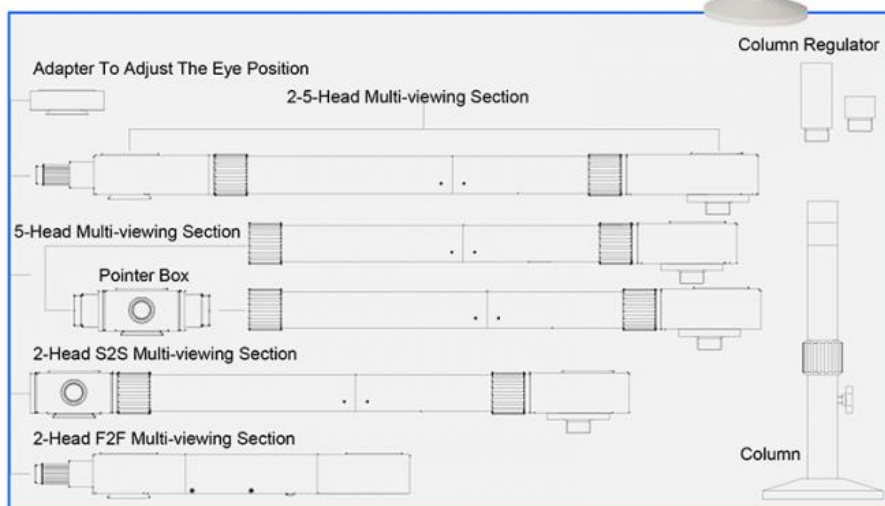 Column Regulator
Adapter To Adjust The Eye Position
2-5-Head Multi-viewing Section
5-Head Multi-viewing Section
Pointer Box
2-Head S2S Multi-viewing Section
2-Head F2F Multi-viewing Section
Column